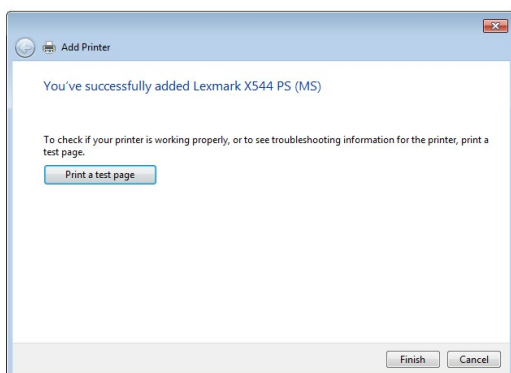 Add Printer
You've successfully added Lexmark X544 PS (MS)
To check if your printer is working properly, or to see troubleshooting information for the printer, print a
test page.
Print a test page
Finish Cancel